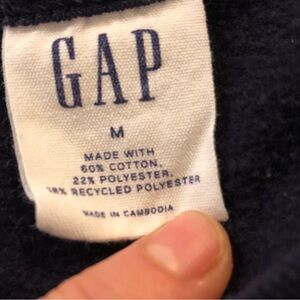 GAP
M
MADE WITH
60% COTTON,
22% POLYESTER,
18% RECYCLED POLYESTER
MADE IN CAMBODIA